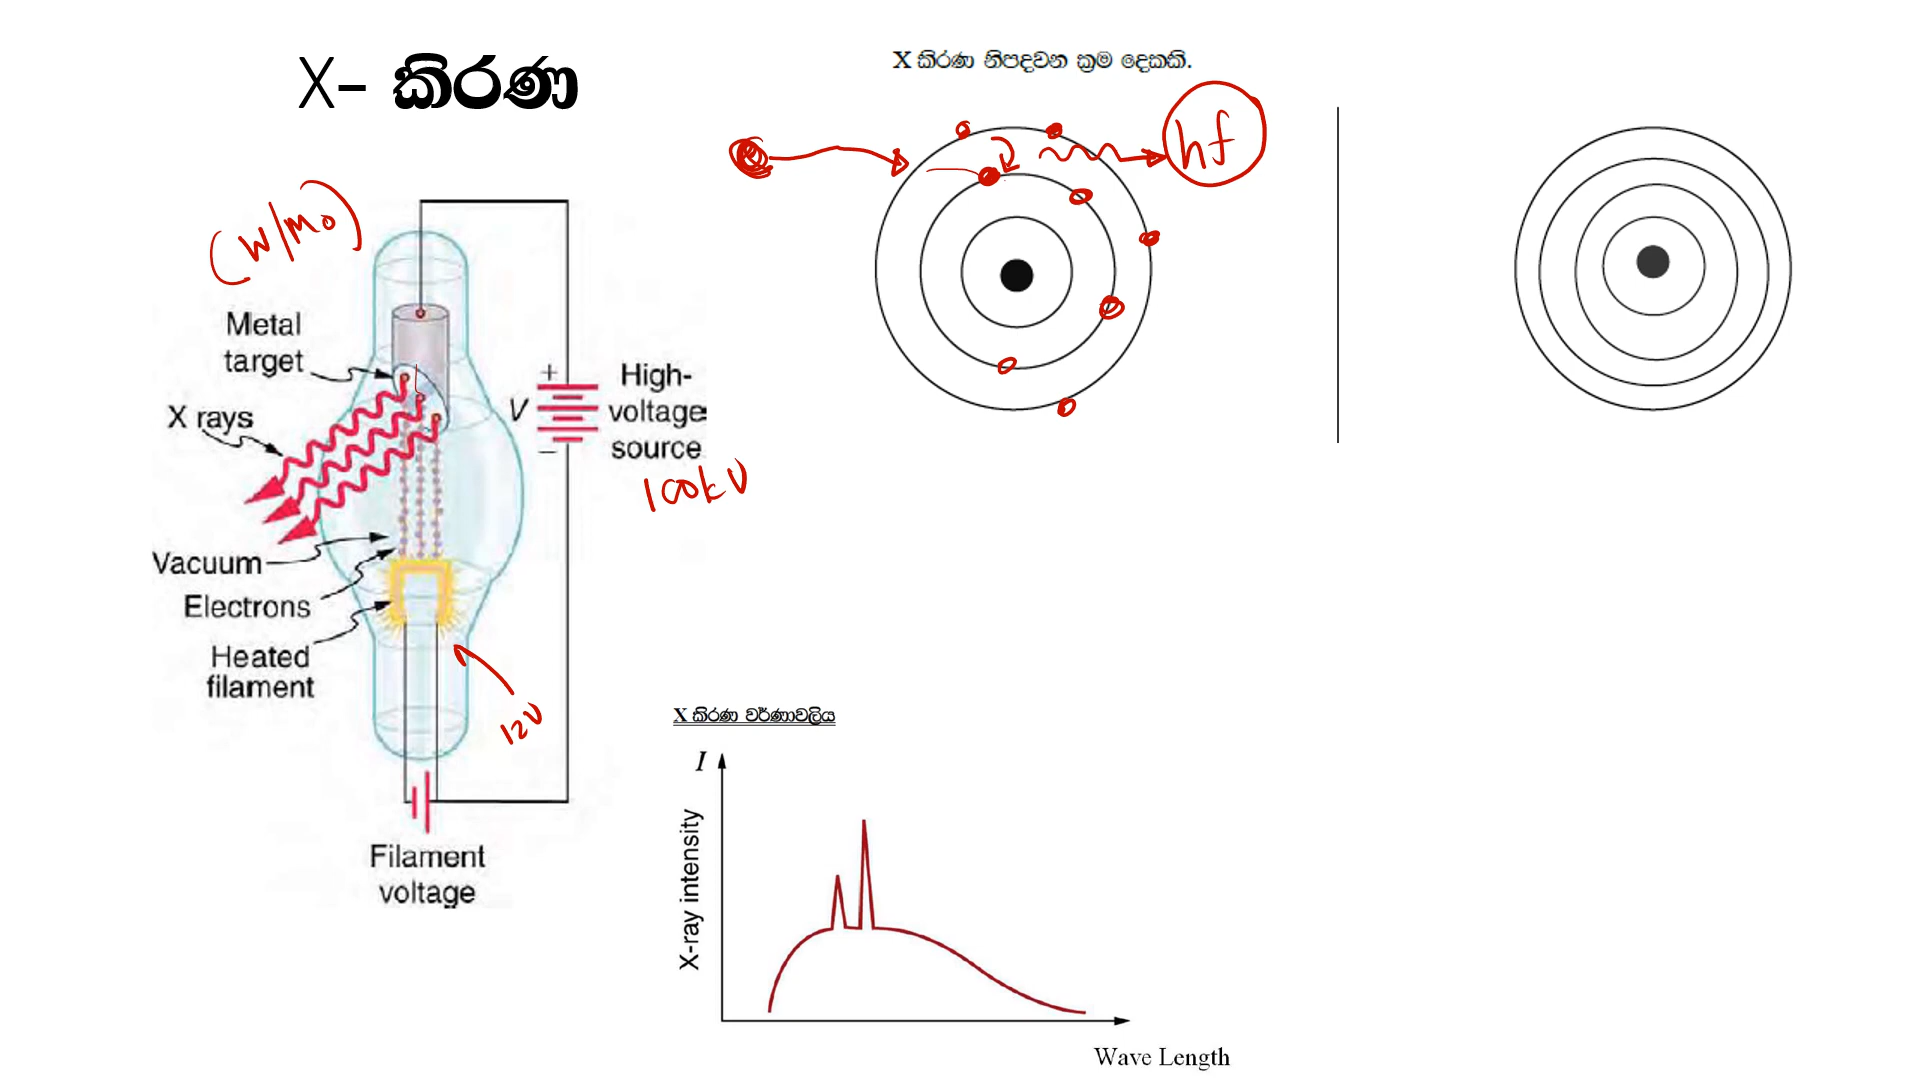 X- කිරණ
X කිරණ නිපදවන ක්‍රම දෙකකි.
hf
(W/Mo)
Metal
target
X rays
+
V
−
High-
voltage
source
100kV
Vacuum
Electrons
Heated
filament
12V
Filament
voltage
X කිරණ වර්ණාවලිය
I
X-ray intensity
Wave Length